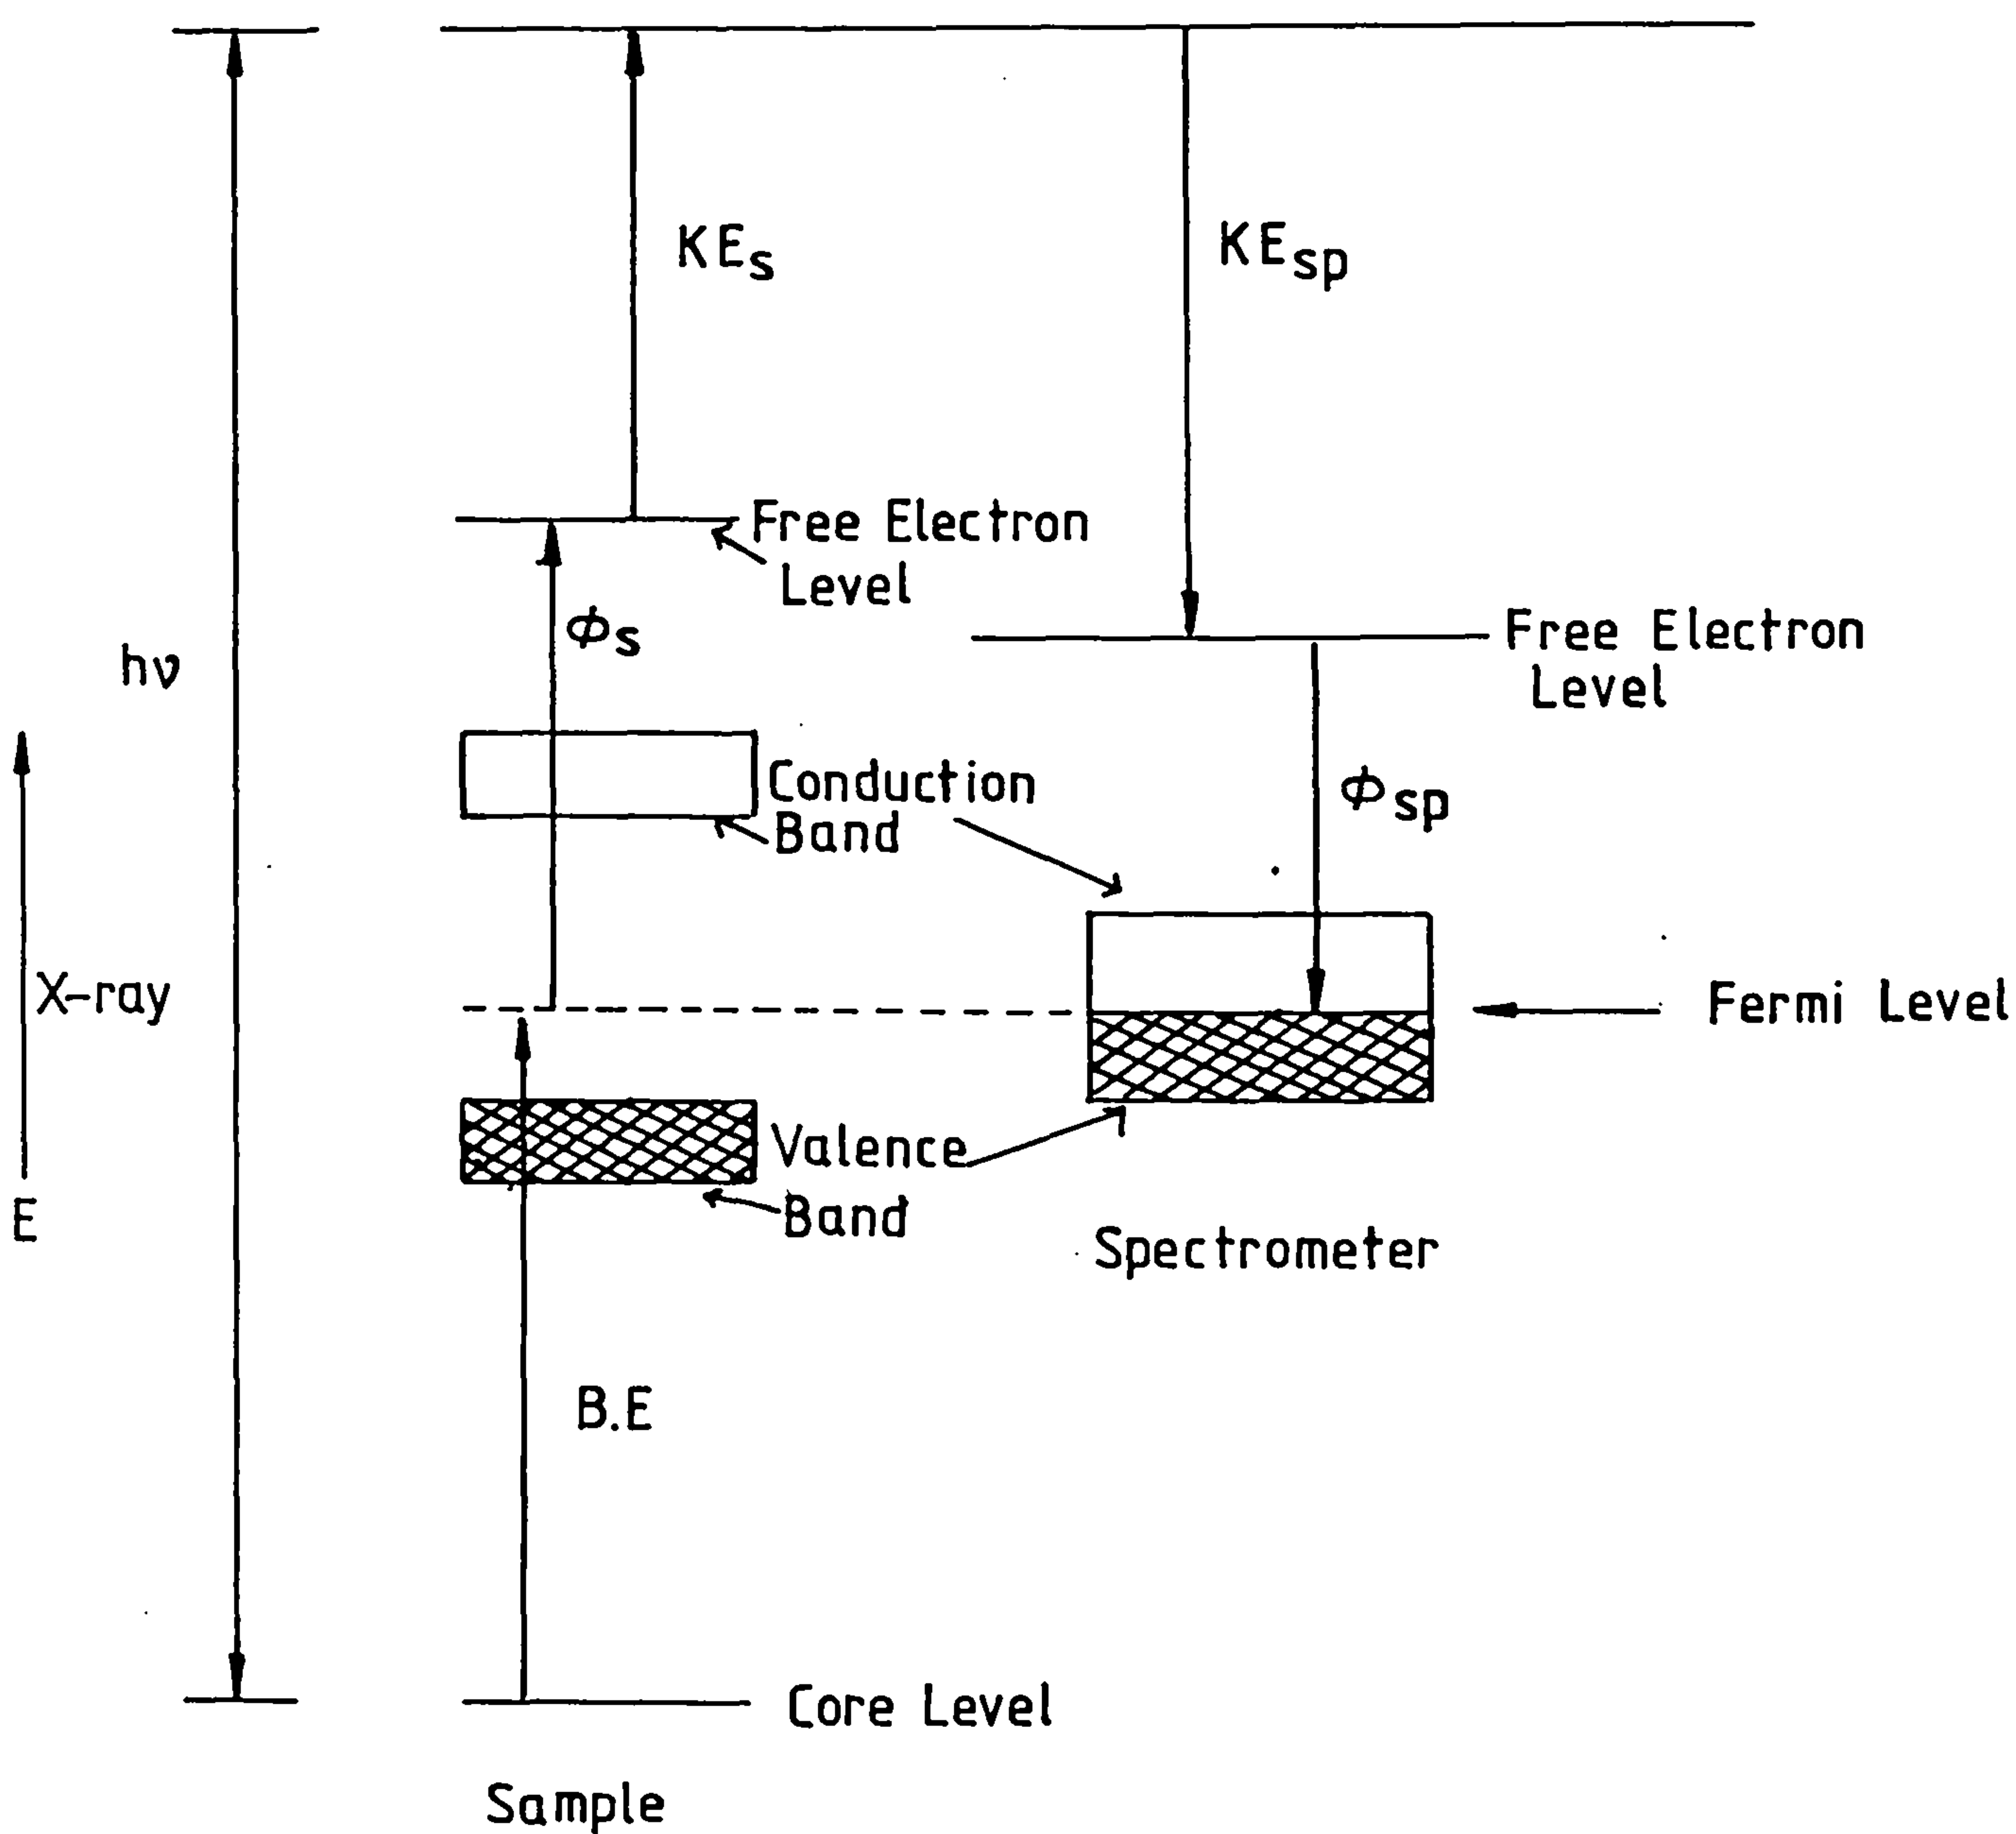 KEs
KEsp
Free Electron
Level
ϕs
hν
Free Electron
Level
Conduction
Band
ϕsp
X-ray
Fermi Level
Valence
Band
E
Spectrometer
B.E
Core Level
Sample